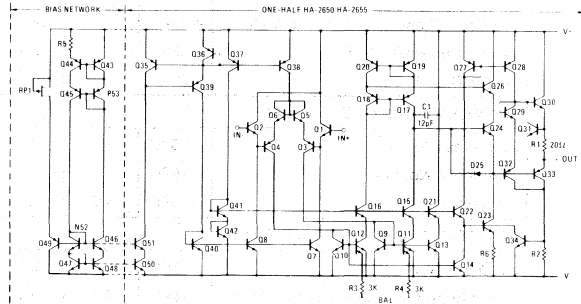 BIAS NETWORK
ONE-HALF HA-2650 HA-2655
V-
R5
Q44
Q43
Q35
Q36
Q37
Q38
Q20
Q19
Q27
Q28
RP1
Q45
P53
Q39
Q26
Q18
Q17
Q30
Q29
C1
12pF
Q6
Q5
Q2
Q1
IN-
IN+
Q4
Q3
Q24
Q31
R1
20Ω
OUT
D25
Q32
Q33
Q41
Q16
Q15
Q21
Q22
N52
Q49
Q46
Q51
Q42
Q40
Q8
Q7
Q10
Q12
Q9
Q11
Q13
Q23
Q34
R6
R2
Q47
Q48
Q50
Q14
R3
3K
R4
3K
V
BAL